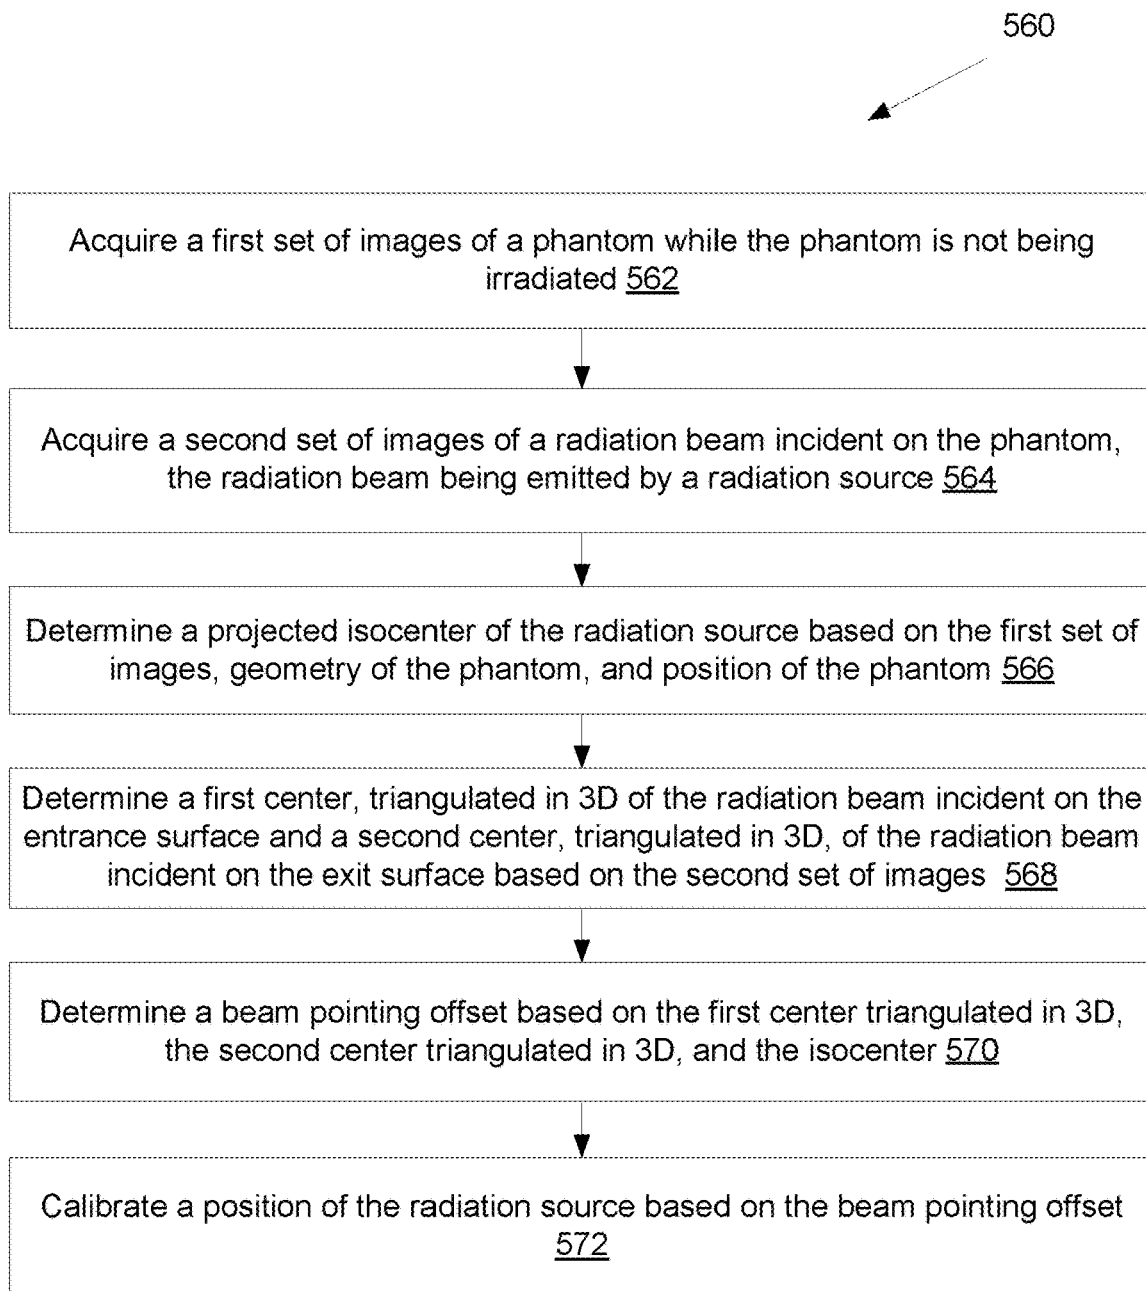 560
Acquire a first set of images of a phantom while the phantom is not being
irradiated 562
Acquire a second set of images of a radiation beam incident on the phantom,
the radiation beam being emitted by a radiation source 564
Determine a projected isocenter of the radiation source based on the first set of
images, geometry of the phantom, and position of the phantom 566
Determine a first center, triangulated in 3D of the radiation beam incident on the
entrance surface and a second center, triangulated in 3D, of the radiation beam
incident on the exit surface based on the second set of images 568
Determine a beam pointing offset based on the first center triangulated in 3D,
the second center triangulated in 3D, and the isocenter 570
Calibrate a position of the radiation source based on the beam pointing offset
572